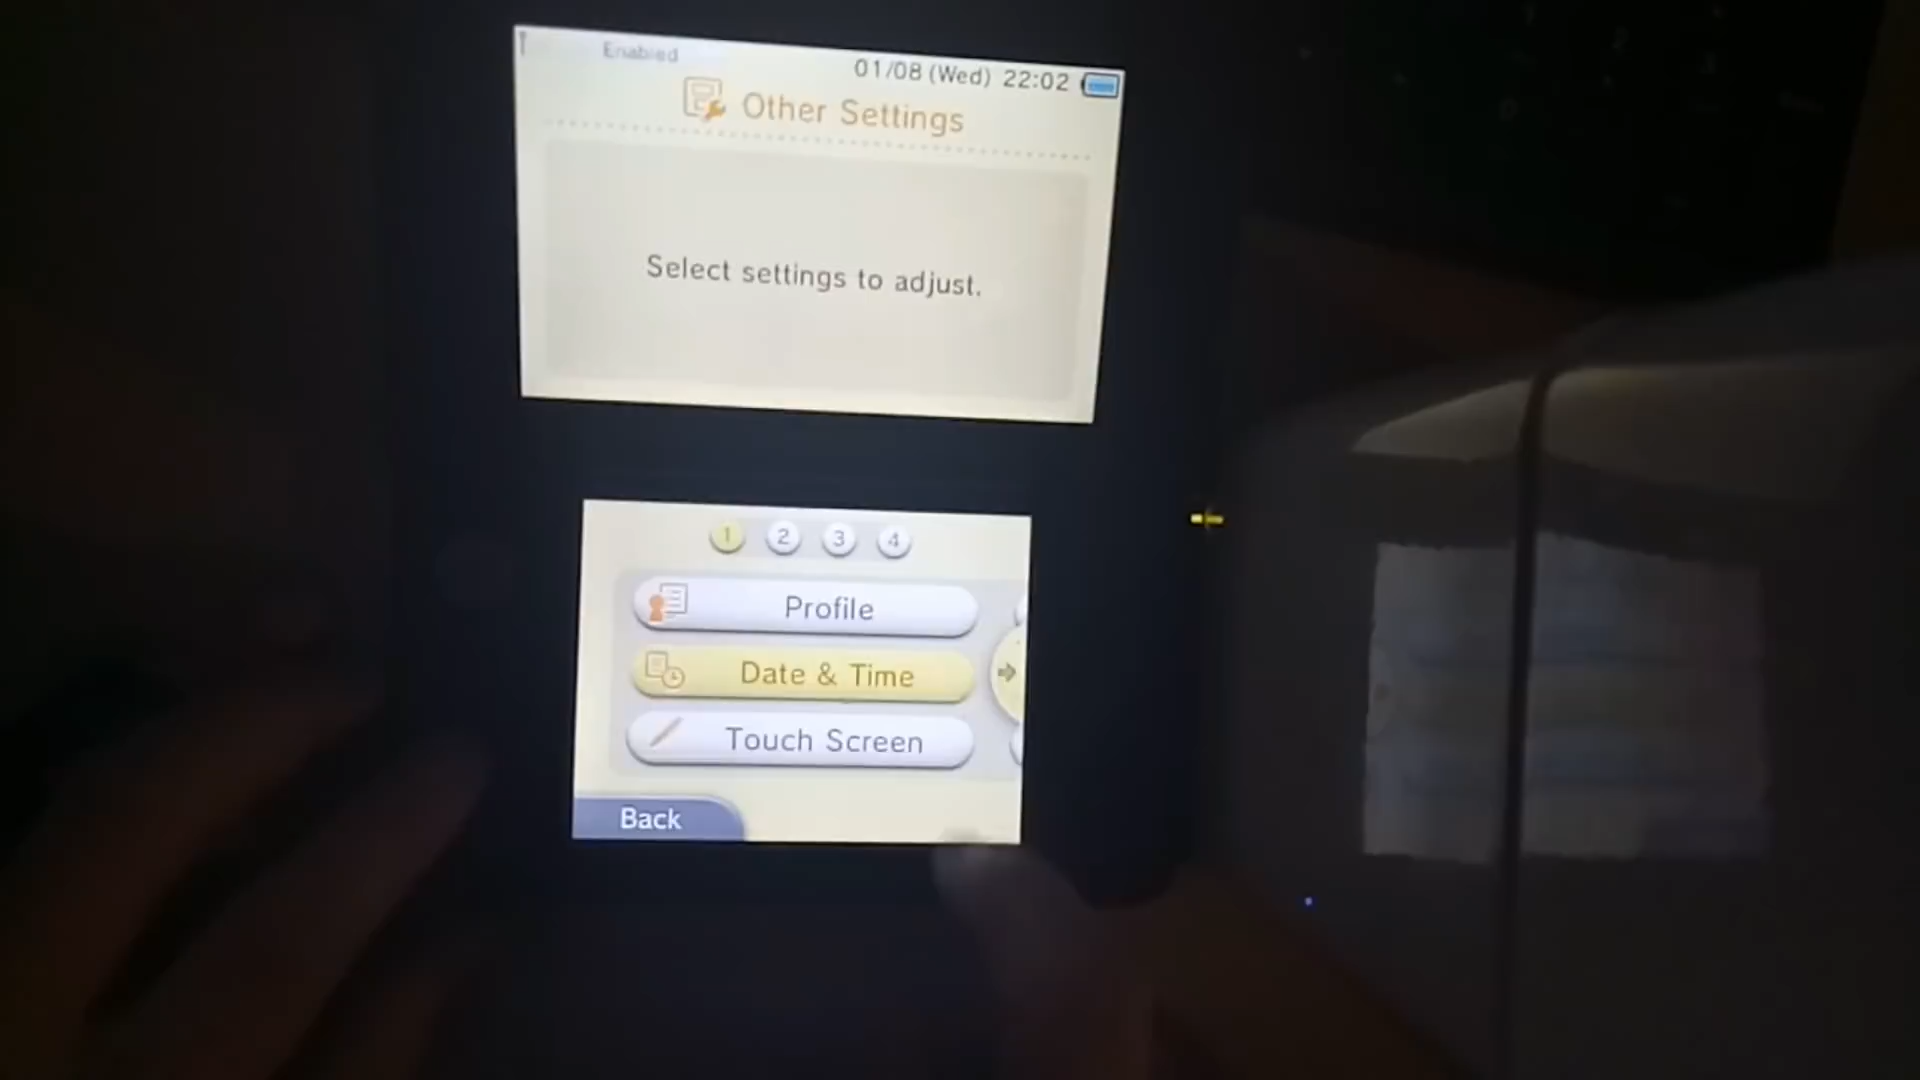 Enabled
01/08 (Wed) 22:02
Other Settings
Select settings to adjust.
1 2 3 4
Profile
Date & Time
Touch Screen
Back